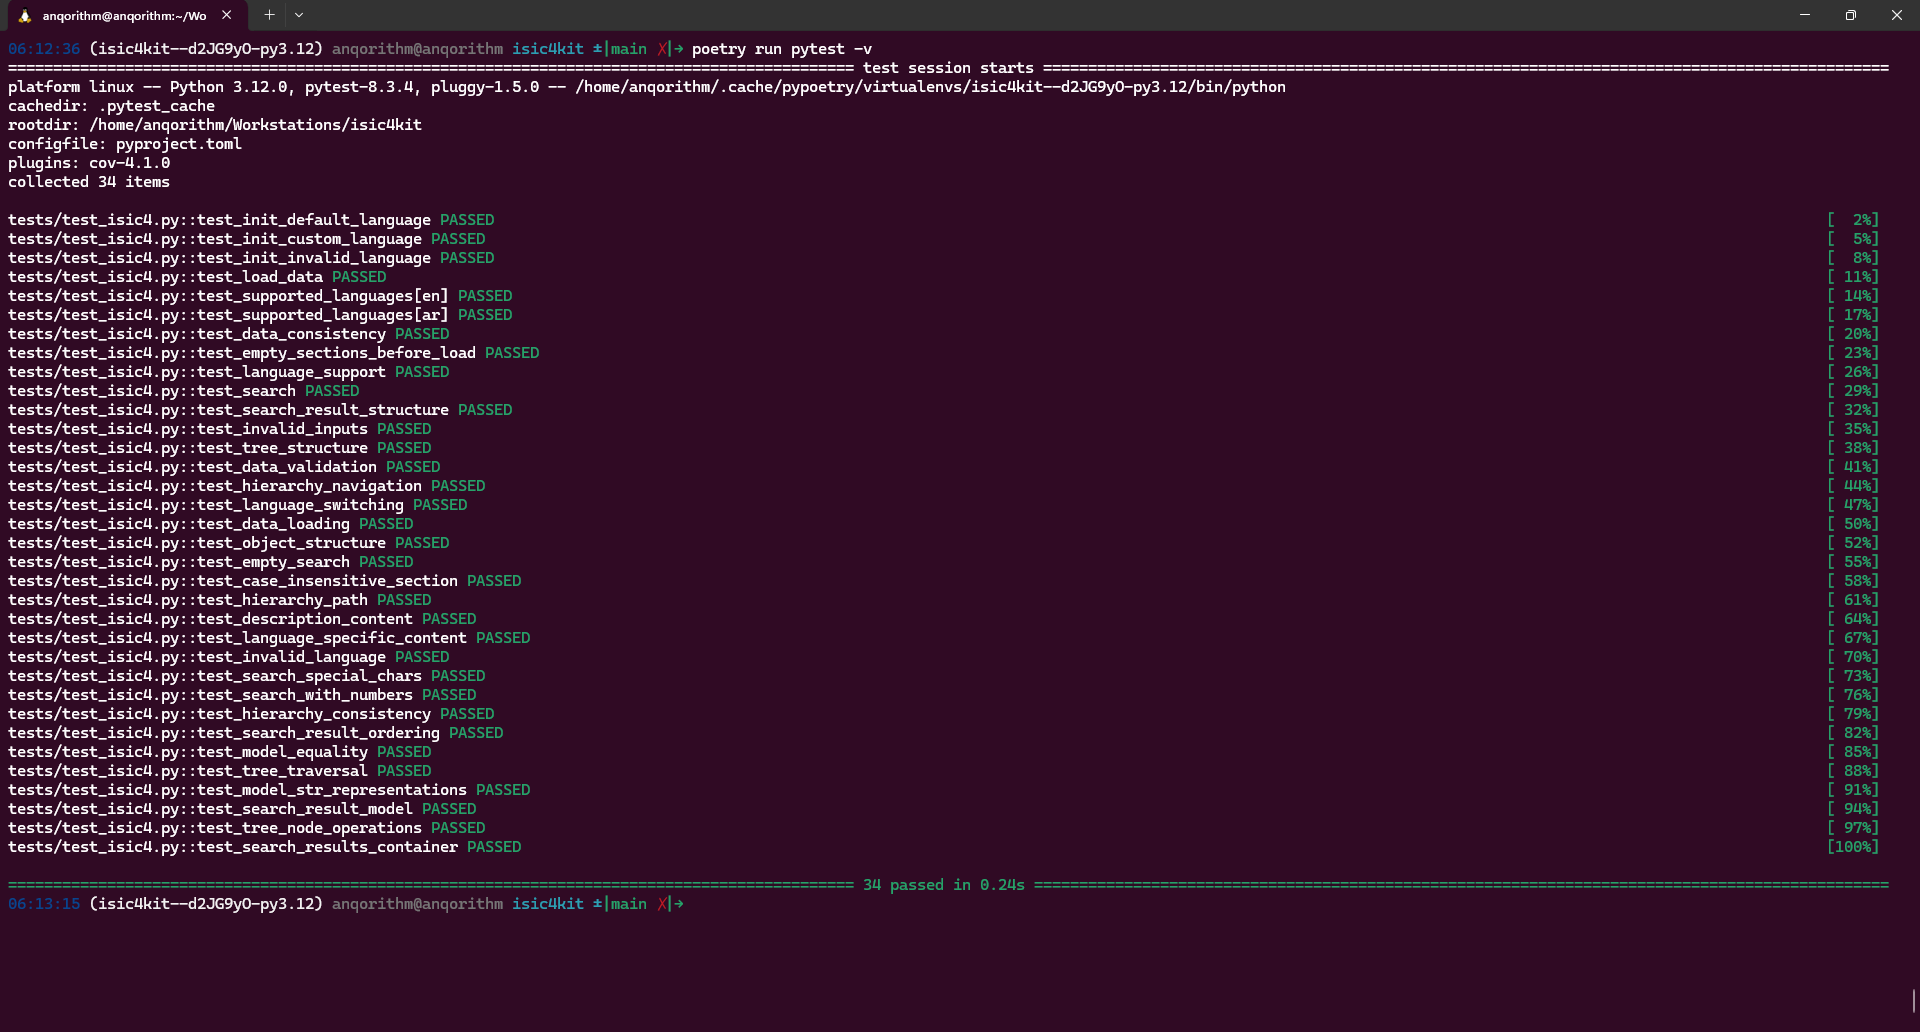 anqorithm@anqorithm:~/Wo
06:12:36 (isic4kit--d2JG9yO-py3.12) anqorithm@anqorithm isic4kit ±|main ✗|→ poetry run pytest -v
============================================================================================== test session starts ==============================================================================================
platform linux -- Python 3.12.0, pytest-8.3.4, pluggy-1.5.0 -- /home/anqorithm/.cache/pypoetry/virtualenvs/isic4kit--d2JG9yO-py3.12/bin/python
cachedir: .pytest_cache
rootdir: /home/anqorithm/Workstations/isic4kit
configfile: pyproject.toml
plugins: cov-4.1.0
collected 34 items
tests/test_isic4.py::test_init_default_language PASSED [  2%]
tests/test_isic4.py::test_init_custom_language PASSED [  5%]
tests/test_isic4.py::test_init_invalid_language PASSED [  8%]
tests/test_isic4.py::test_load_data PASSED [ 11%]
tests/test_isic4.py::test_supported_languages[en] PASSED [ 14%]
tests/test_isic4.py::test_supported_languages[ar] PASSED [ 17%]
tests/test_isic4.py::test_data_consistency PASSED [ 20%]
tests/test_isic4.py::test_empty_sections_before_load PASSED [ 23%]
tests/test_isic4.py::test_language_support PASSED [ 26%]
tests/test_isic4.py::test_search PASSED [ 29%]
tests/test_isic4.py::test_search_result_structure PASSED [ 32%]
tests/test_isic4.py::test_invalid_inputs PASSED [ 35%]
tests/test_isic4.py::test_tree_structure PASSED [ 38%]
tests/test_isic4.py::test_data_validation PASSED [ 41%]
tests/test_isic4.py::test_hierarchy_navigation PASSED [ 44%]
tests/test_isic4.py::test_language_switching PASSED [ 47%]
tests/test_isic4.py::test_data_loading PASSED [ 50%]
tests/test_isic4.py::test_object_structure PASSED [ 52%]
tests/test_isic4.py::test_empty_search PASSED [ 55%]
tests/test_isic4.py::test_case_insensitive_section PASSED [ 58%]
tests/test_isic4.py::test_hierarchy_path PASSED [ 61%]
tests/test_isic4.py::test_description_content PASSED [ 64%]
tests/test_isic4.py::test_language_specific_content PASSED [ 67%]
tests/test_isic4.py::test_invalid_language PASSED [ 70%]
tests/test_isic4.py::test_search_special_chars PASSED [ 73%]
tests/test_isic4.py::test_search_with_numbers PASSED [ 76%]
tests/test_isic4.py::test_hierarchy_consistency PASSED [ 79%]
tests/test_isic4.py::test_search_result_ordering PASSED [ 82%]
tests/test_isic4.py::test_model_equality PASSED [ 85%]
tests/test_isic4.py::test_tree_traversal PASSED [ 88%]
tests/test_isic4.py::test_model_str_representations PASSED [ 91%]
tests/test_isic4.py::test_search_result_model PASSED [ 94%]
tests/test_isic4.py::test_tree_node_operations PASSED [ 97%]
tests/test_isic4.py::test_search_results_container PASSED [100%]
============================================================================================== 34 passed in 0.24s ===============================================================================================
06:13:15 (isic4kit--d2JG9yO-py3.12) anqorithm@anqorithm isic4kit ±|main ✗|→